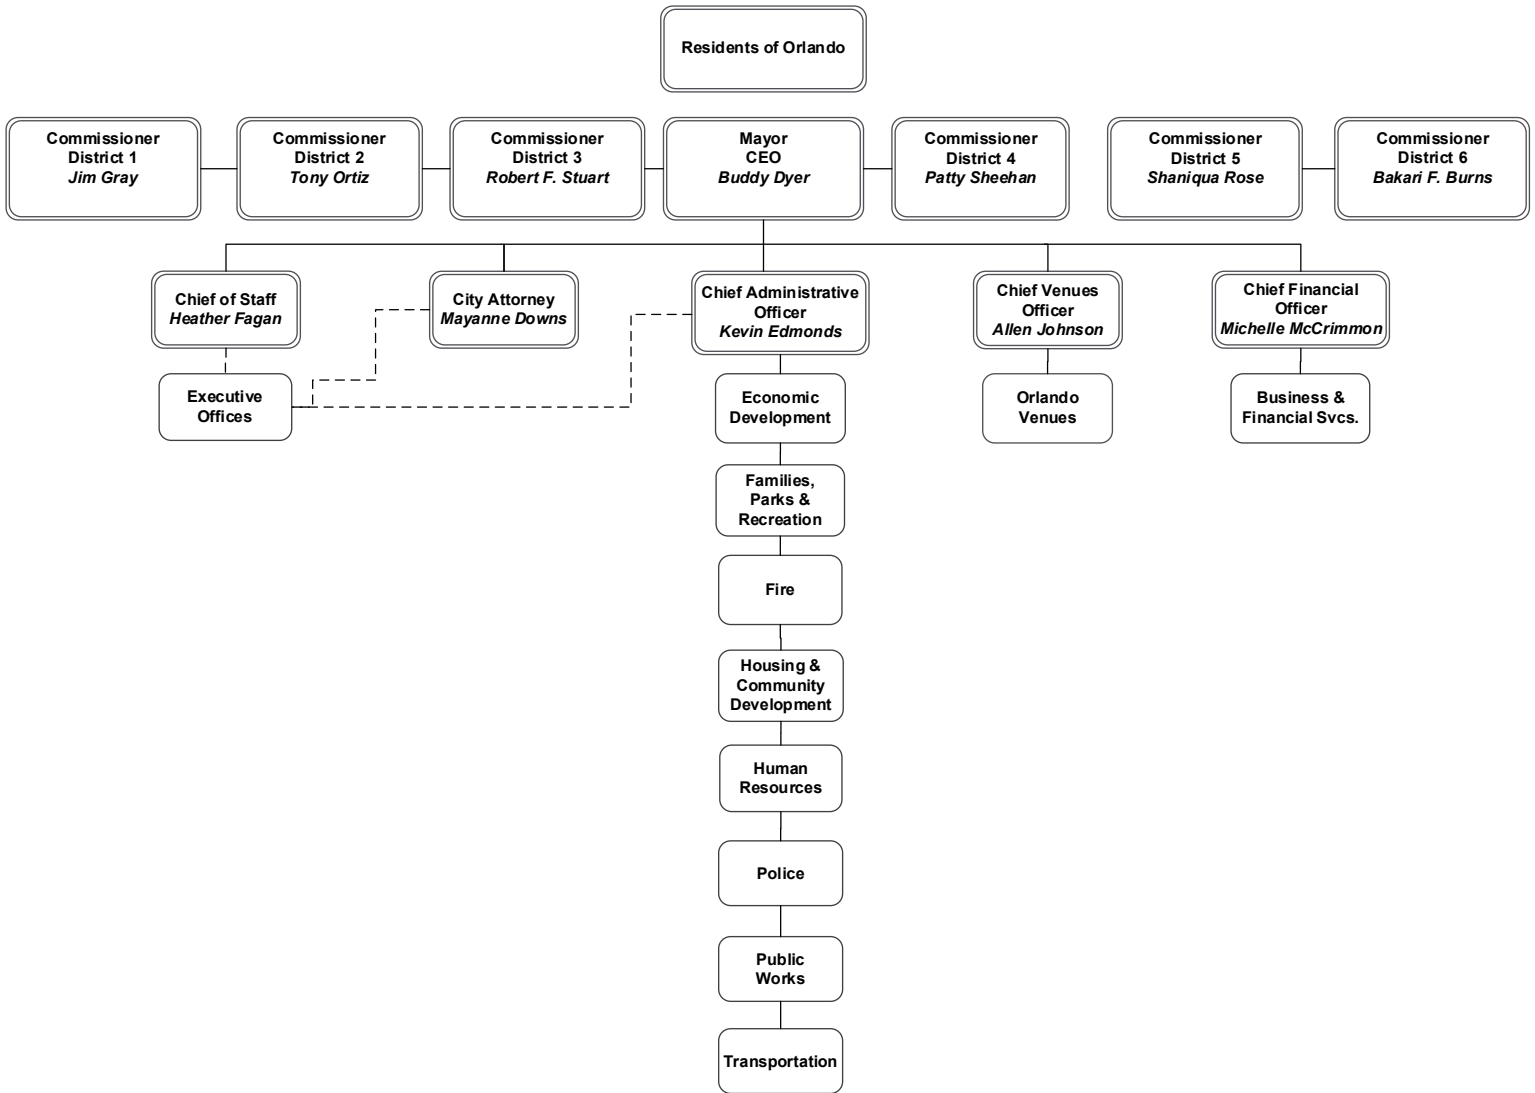 Residents of Orlando
Commissioner
District 1
Jim Gray
Commissioner
District 2
Tony Ortiz
Commissioner
District 3
Robert F. Stuart
Mayor
CEO
Buddy Dyer
Commissioner
District 4
Patty Sheehan
Commissioner
District 5
Shaniqua Rose
Commissioner
District 6
Bakari F. Burns
Chief of Staff
Heather Fagan
City Attorney
Mayanne Downs
Chief Administrative
Officer
Kevin Edmonds
Chief Venues
Officer
Allen Johnson
Chief Financial
Officer
Michelle McCrimmon
Executive
Offices
Economic
Development
Orlando
Venues
Business &
Financial Svcs.
Families,
Parks &
Recreation
Fire
Housing &
Community
Development
Human
Resources
Police
Public
Works
Transportation